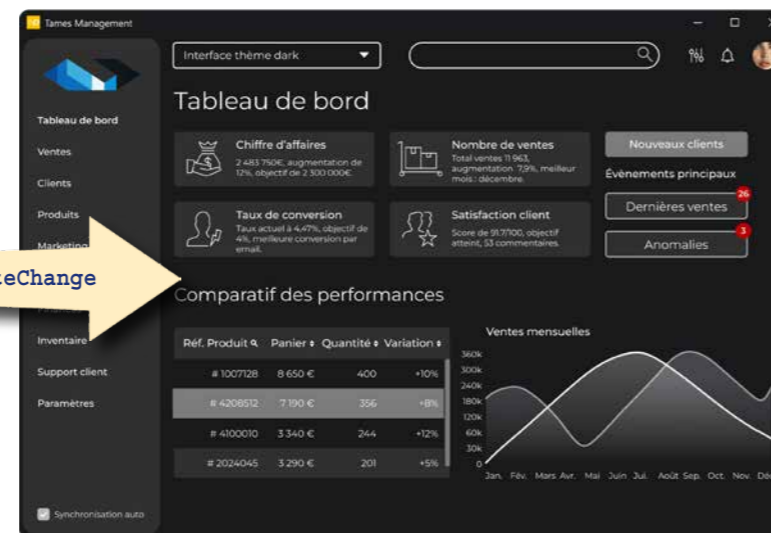 Tames Management
Interface thème dark
Tableau de bord
Tableau de bord
Ventes
Clients
Produits
Marketing
Inventaire
Support client
Paramètres
Synchronisation auto
Chiffre d'affaires
2 483 750€, augmentation de
12%, objectif de 2 300 000€.
Nombre de ventes
Total ventes 11 963,
augmentation 7,9%, meilleur
mois : décembre.
Taux de conversion
Taux actuel à 4,47%, objectif de
4%, meilleure conversion par
email.
Satisfaction client
Score de 91.7/100, objectif
atteint, 53 commentaires.
Nouveaux clients
Évènements principaux
Dernières ventes
26
Anomalies
3
eChange
Comparatif des performances
Réf. Produit Panier Quantité Variation
# 1007128 8 650 € 400 +10%
# 4208512 7 190 € 356 +8%
# 4100010 3 340 € 244 +12%
# 2024045 3 290 € 201 +5%
Ventes mensuelles
360k
300k
240k
180k
120k
60k
30k
0
Jan. Fév. Mars Avr. Mai Juin Jul. Août Sep. Oct. Nov. Déc